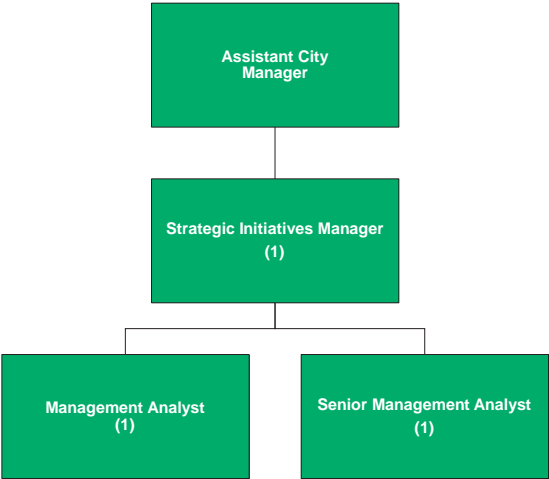 Assistant City
Manager
Strategic Initiatives Manager
(1)
Management Analyst
(1)
Senior Management Analyst
(1)